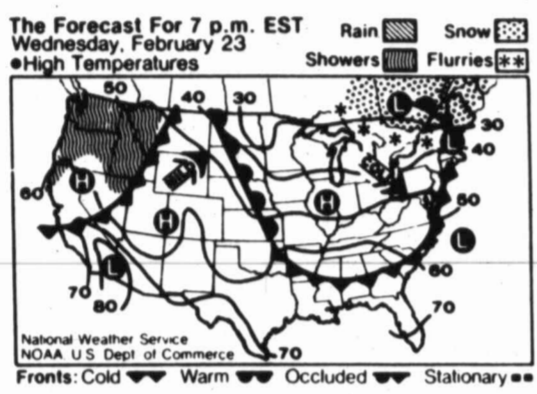 The Forecast For 7 p.m. EST
Wednesday, February 23
●High Temperatures
Rain
Snow
Showers
Flurries
50
40
30
L
30
L
40
60
H
H
H
50
L
L
60
70
80
70
70
National Weather Service
NOAA U S Dept of Commerce
Fronts: Cold
Warm
Occluded
Stationary